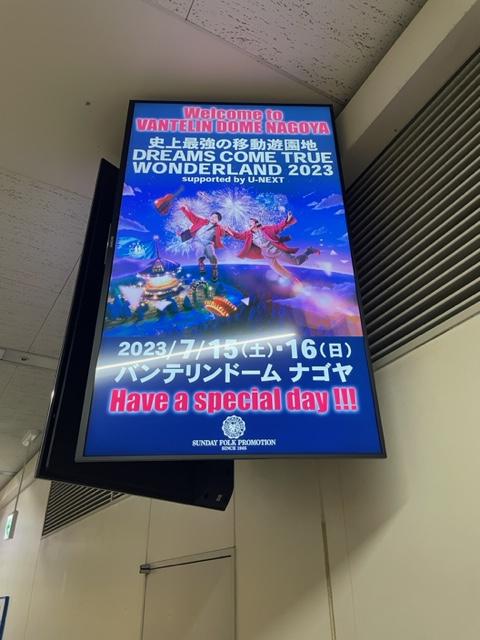 Welcome to
VANTELIN DOME NAGOYA
史上最強の移動遊園地
DREAMS COME TRUE
WONDERLAND 2023
supported by U-NEXT
2023/7/15(土)・16(日)
バンテリンドーム ナゴヤ
Have a special day !!!
SUNDAY FOLK PROMOTION
SINCE 1965